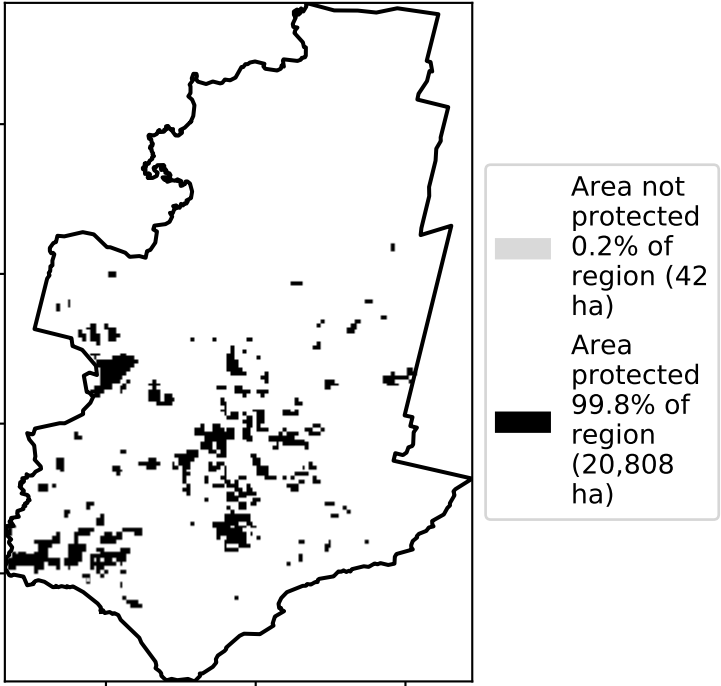 Area not
protected
0.2% of
region (42
ha)
Area
protected
99.8% of
region
(20,808
ha)